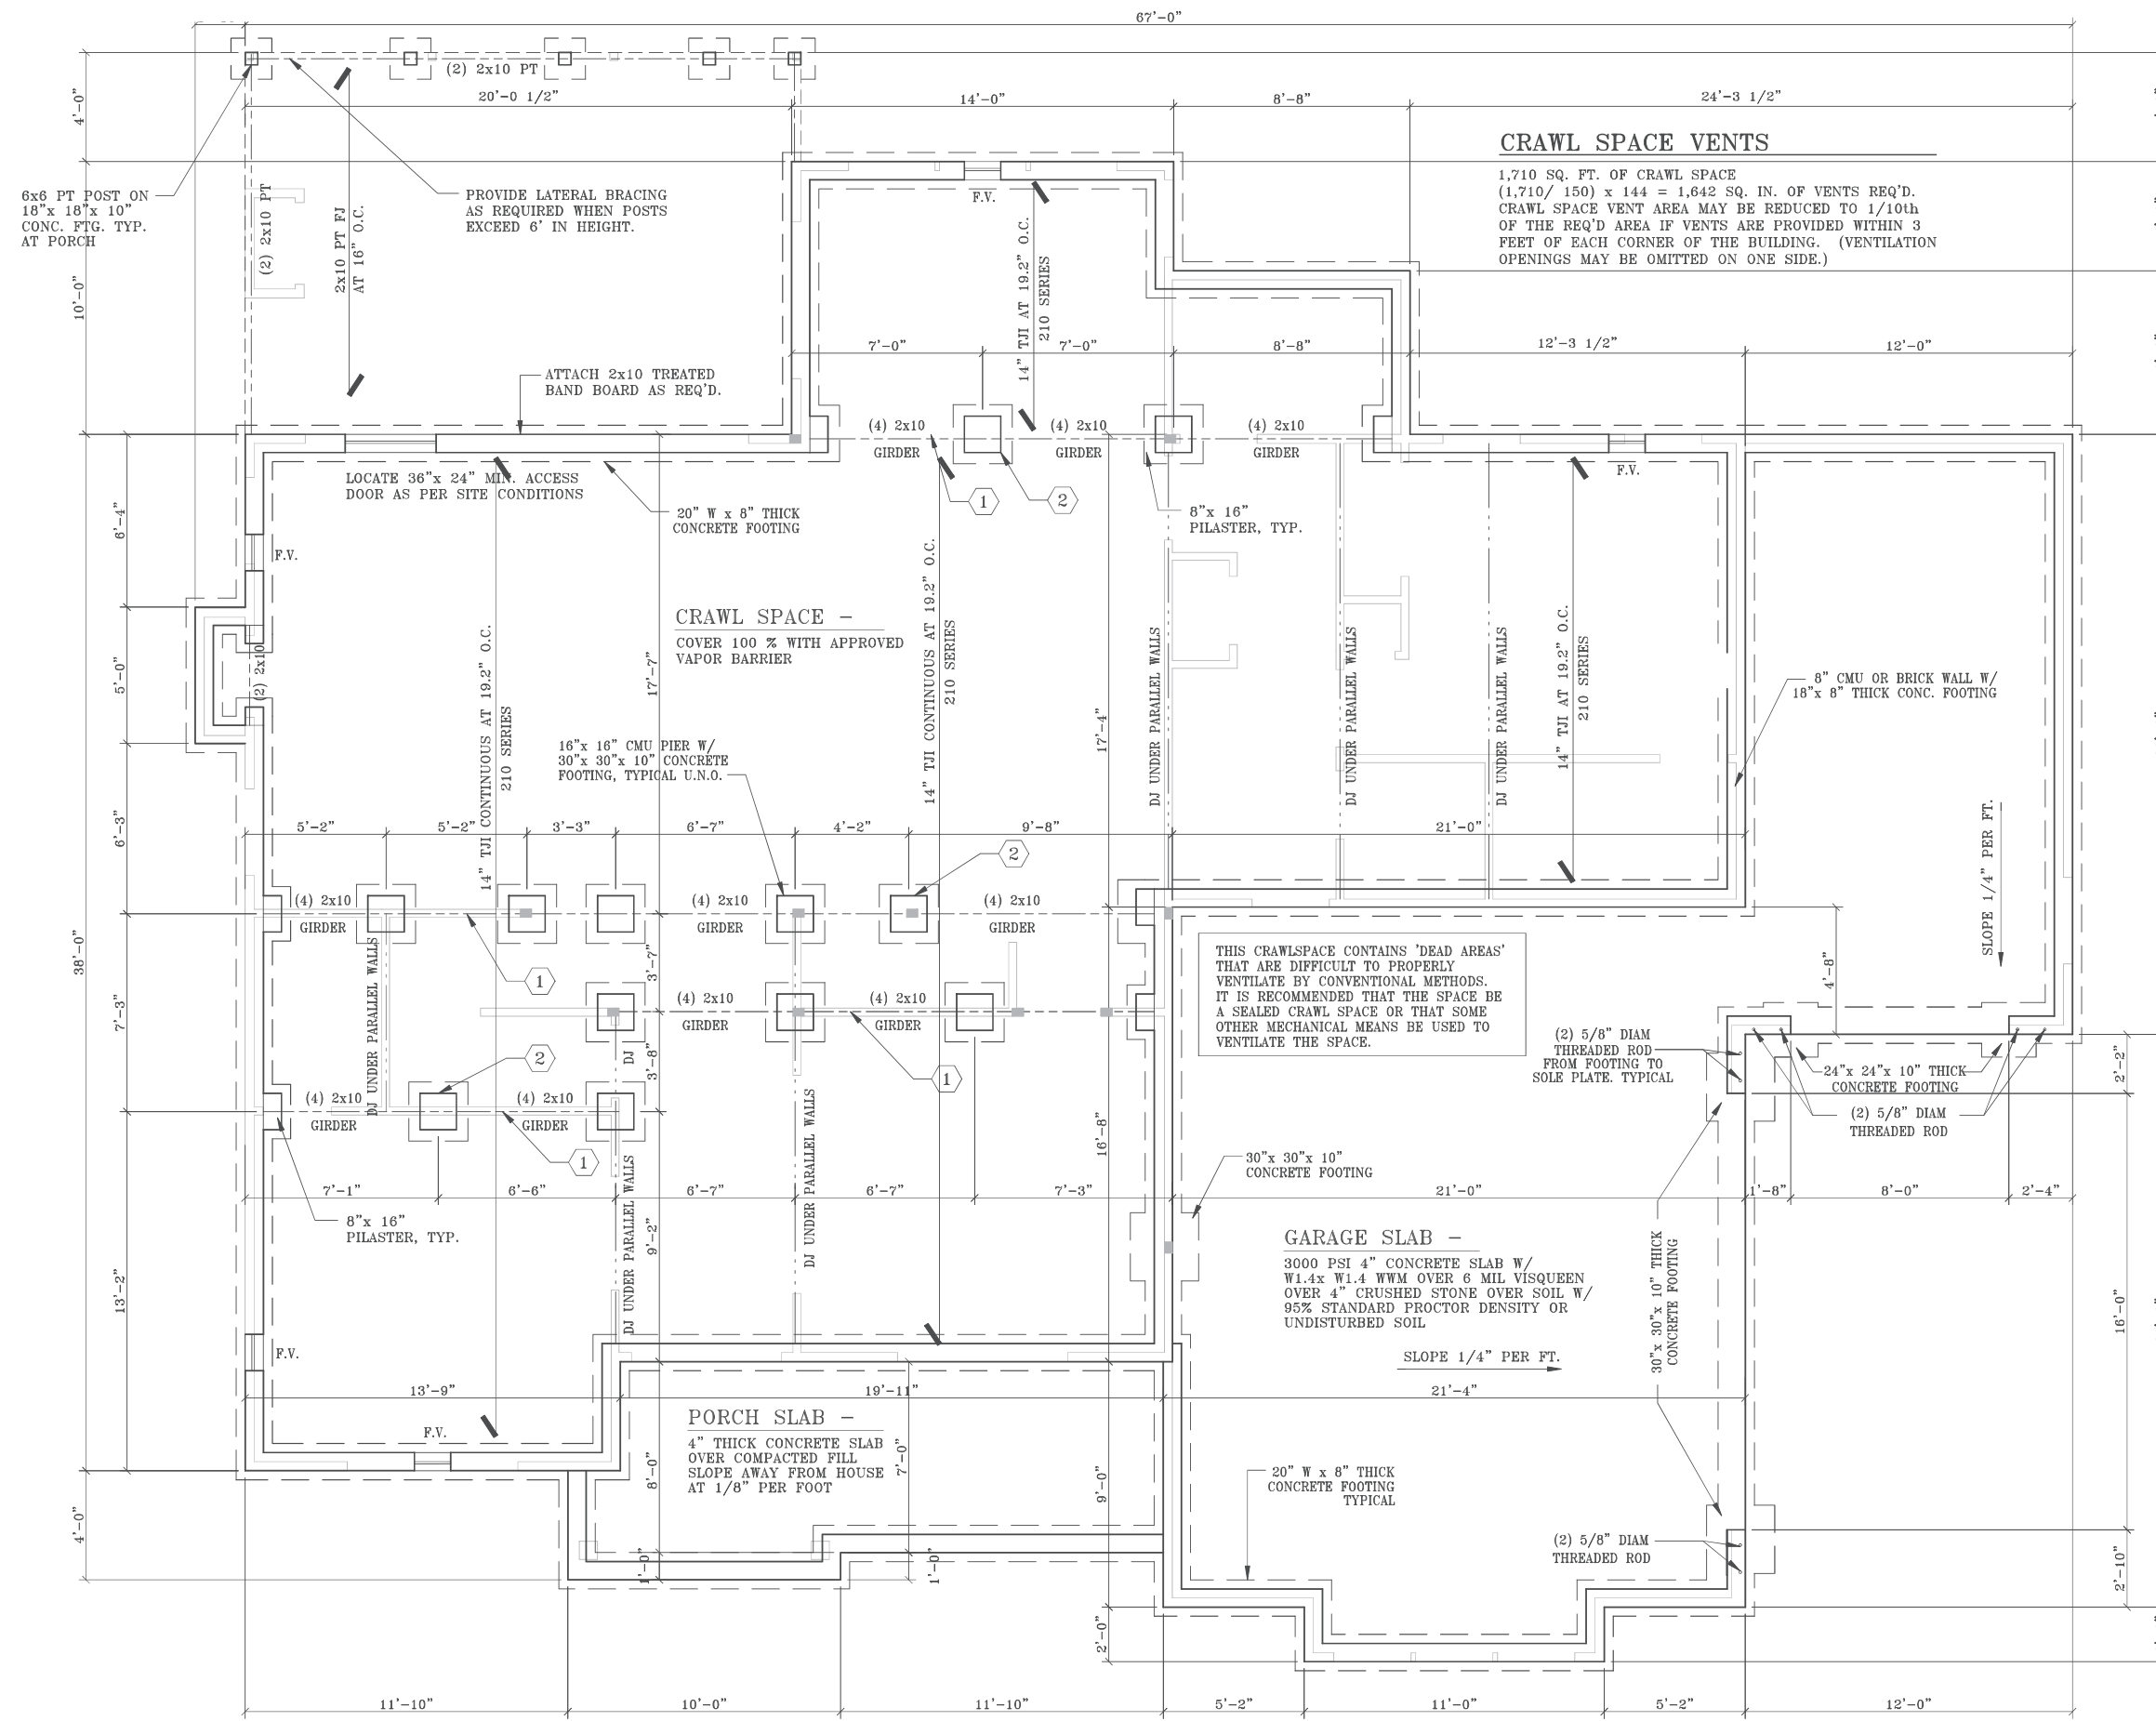 67'-0"
(2) 2x10 PT
20'-0 1/2"
14'-0"
8'-8"
24'-3 1/2"
4'-0"
6x6 PT POST ON
18"x 18"x 10"
CONC. FTG. TYP.
AT PORCH
(2) 2x10 PT
2x10 PT FJ
AT 16" O.C.
PROVIDE LATERAL BRACING
AS REQUIRED WHEN POSTS
EXCEED 6' IN HEIGHT.
CRAWL SPACE VENTS
1,710 SQ. FT. OF CRAWL SPACE
(1,710/ 150) x 144 = 1,642 SQ. IN. OF VENTS REQ'D.
CRAWL SPACE VENT AREA MAY BE REDUCED TO 1/10th
OF THE REQ'D AREA IF VENTS ARE PROVIDED WITHIN 3
FEET OF EACH CORNER OF THE BUILDING. (VENTILATION
OPENINGS MAY BE OMITTED ON ONE SIDE.)
F.V.
14" TJI AT 19.2" O.C.
210 SERIES
10'-0"
7'-0"
7'-0"
8'-8"
12'-3 1/2"
12'-0"
ATTACH 2x10 TREATED
BAND BOARD AS REQ'D.
(4) 2x10
GIRDER
(4) 2x10
GIRDER
(4) 2x10
GIRDER
F.V.
LOCATE 36"x 24" MIN. ACCESS
DOOR AS PER SITE CONDITIONS
20" W x 8" THICK
CONCRETE FOOTING
1
2
8"x 16"
PILASTER, TYP.
6'-4"
F.V.
CRAWL SPACE -
COVER 100 % WITH APPROVED
VAPOR BARRIER
5'-0"
(2) 2x10
14" TJI CONTINUOUS AT 19.2" O.C.
210 SERIES
17'-7"
14" TJI CONTINUOUS AT 19.2" O.C.
210 SERIES
17'-4"
DJ UNDER PARALLEL WALLS
DJ UNDER PARALLEL WALLS
DJ UNDER PARALLEL WALLS
14" TJI AT 19.2" O.C.
210 SERIES
8" CMU OR BRICK WALL W/
18"x 8" THICK CONC. FOOTING
16"x 16" CMU PIER W/
30"x 30"x 10" CONCRETE
FOOTING, TYPICAL U.N.O.
6'-3"
5'-2"
5'-2"
3'-3"
6'-7"
4'-2"
9'-8"
21'-0"
SLOPE 1/4" PER FT.
2
(4) 2x10
GIRDER
(4) 2x10
GIRDER
(4) 2x10
GIRDER
38'-0"
7'-3"
DJ UNDER PARALLEL WALLS
1
3'-7"
(4) 2x10
GIRDER
(4) 2x10
GIRDER
THIS CRAWLSPACE CONTAINS 'DEAD AREAS'
THAT ARE DIFFICULT TO PROPERLY
VENTILATE BY CONVENTIONAL METHODS.
IT IS RECOMMENDED THAT THE SPACE BE
A SEALED CRAWL SPACE OR THAT SOME
OTHER MECHANICAL MEANS BE USED TO
VENTILATE THE SPACE.
4'-8"
(2) 5/8" DIAM
THREADED ROD
FROM FOOTING TO
SOLE PLATE. TYPICAL
24"x 24"x 10" THICK
CONCRETE FOOTING
(2) 5/8" DIAM
THREADED ROD
2'-2"
2
DJ
3'-8"
1
(4) 2x10
GIRDER
(4) 2x10
GIRDER
1
16'-8"
30"x 30"x 10"
CONCRETE FOOTING
7'-1"
6'-6"
6'-7"
6'-7"
7'-3"
21'-0"
1'-8"
8'-0"
2'-4"
8"x 16"
PILASTER, TYP.
DJ UNDER PARALLEL WALLS
9'-2"
DJ UNDER PARALLEL WALLS
13'-2"
GARAGE SLAB -
3000 PSI 4" CONCRETE SLAB W/
W1.4x W1.4 WWM OVER 6 MIL VISQUEEN
OVER 4" CRUSHED STONE OVER SOIL W/
95% STANDARD PROCTOR DENSITY OR
UNDISTURBED SOIL
30"x 30"x 10" THICK
CONCRETE FOOTING
16'-0"
SLOPE 1/4" PER FT.
F.V.
13'-9"
19'-11"
21'-4"
F.V.
PORCH SLAB -
4" THICK CONCRETE SLAB
OVER COMPACTED FILL
SLOPE AWAY FROM HOUSE
AT 1/8" PER FOOT
8'-0"
7'-0"
9'-0"
20" W x 8" THICK
CONCRETE FOOTING
TYPICAL
4'-0"
1'-0"
1'-0"
(2) 5/8" DIAM
THREADED ROD
2'-10"
2'-0"
11'-10"
10'-0"
11'-10"
5'-2"
11'-0"
5'-2"
12'-0"